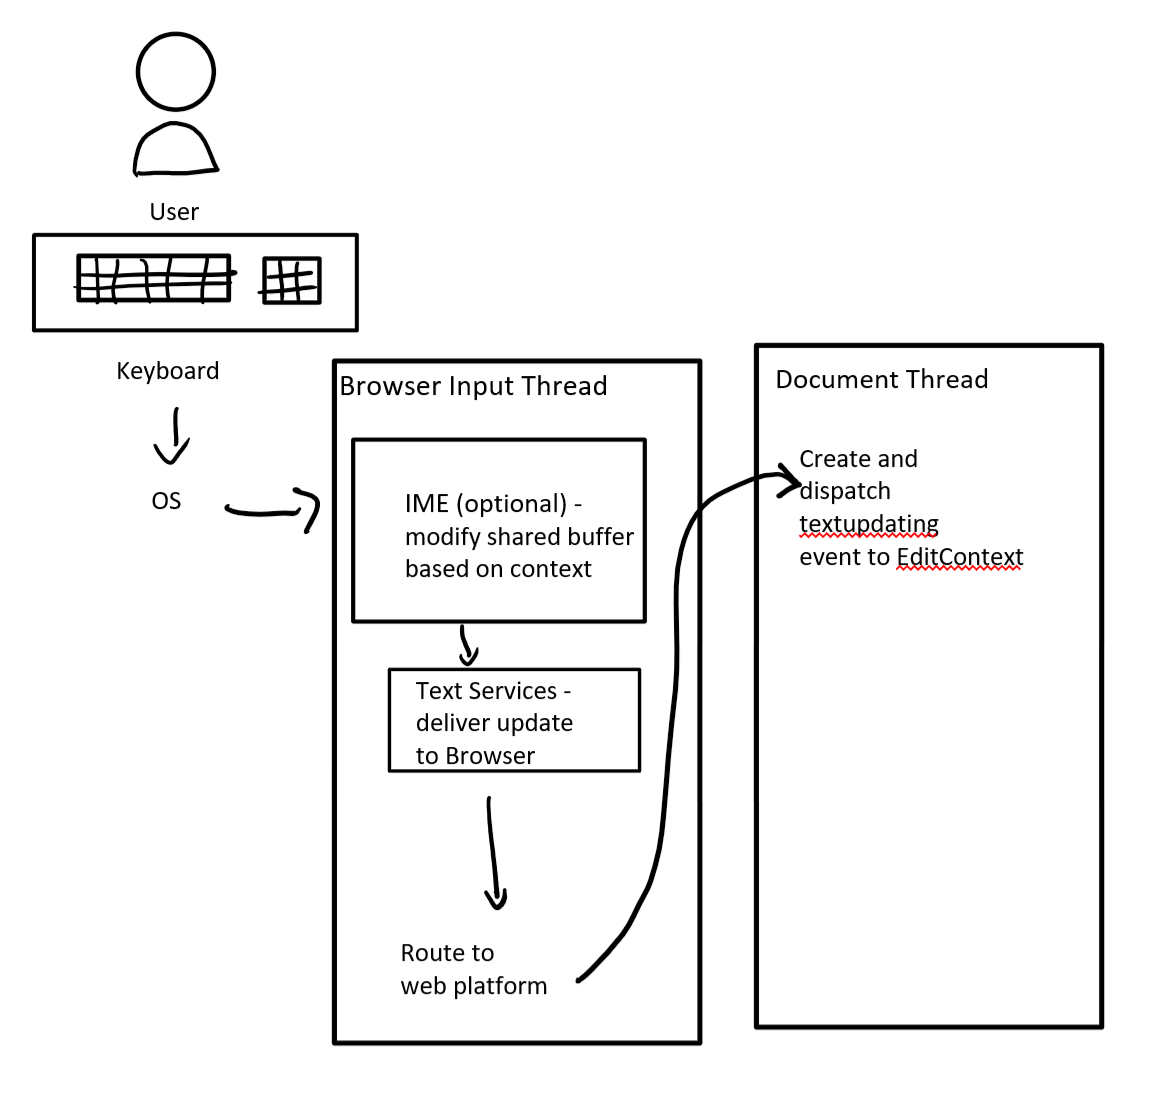 User
Keyboard
OS
Browser Input Thread
IME (optional) -
modify shared buffer
based on context
Text Services -
deliver update
to Browser
Route to
web platform
Document Thread
Create and
dispatch
textupdating
event to EditContext